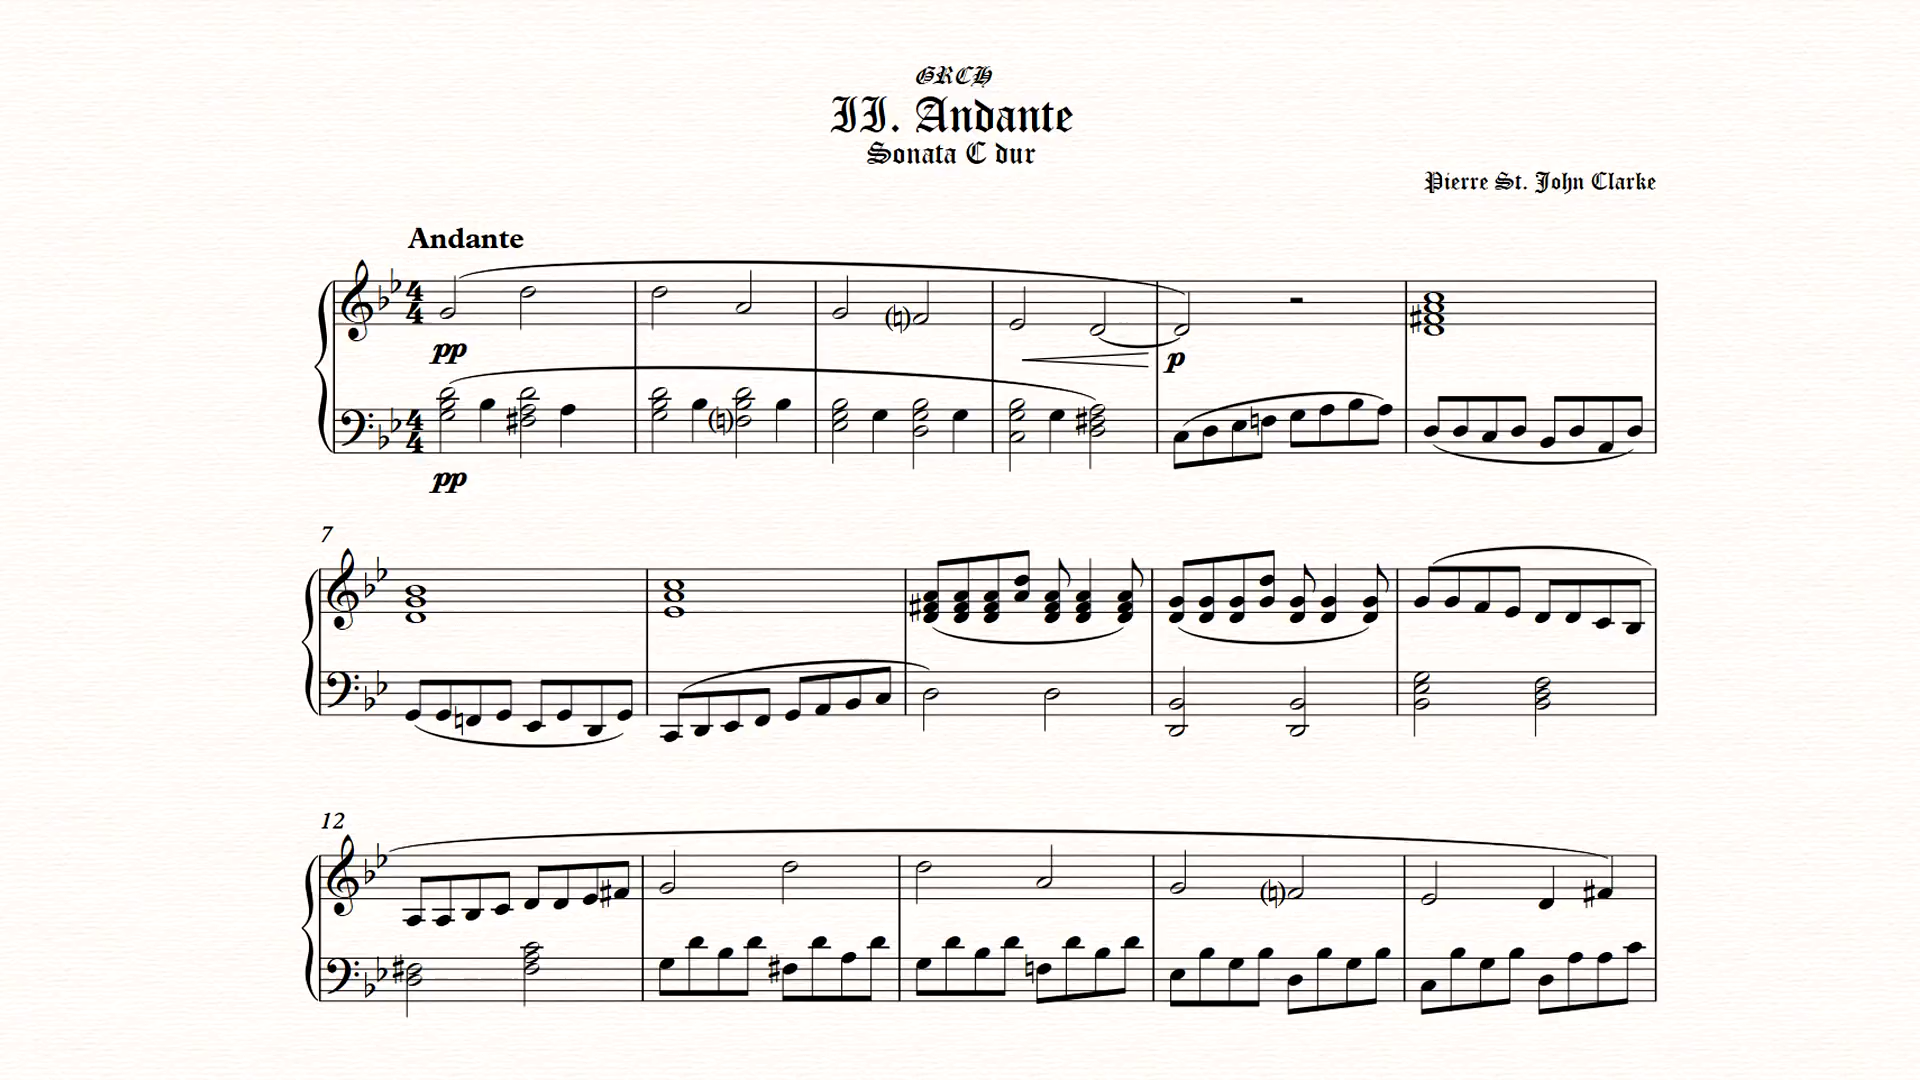 GRCH
II. Andante
Sonata C dur
Pierre St. John Clarke
Andante
pp
p
pp
7
12